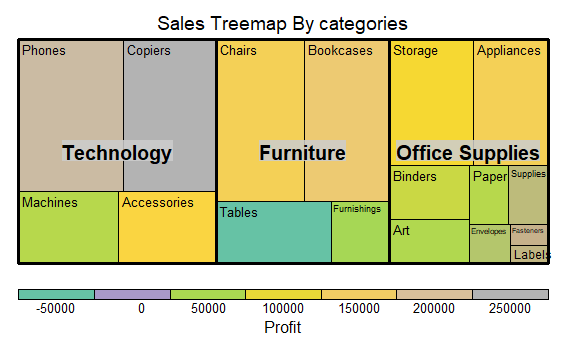 Sales Treemap By categories
Phones
Copiers
Chairs
Bookcases
Storage
Appliances
Technology
Furniture
Office Supplies
Machines
Accessories
Tables
Furnishings
Binders
Paper
Supplies
Art
Envelopes
Fasteners
Labels
-50000 0 50000 100000 150000 200000 250000
Profit